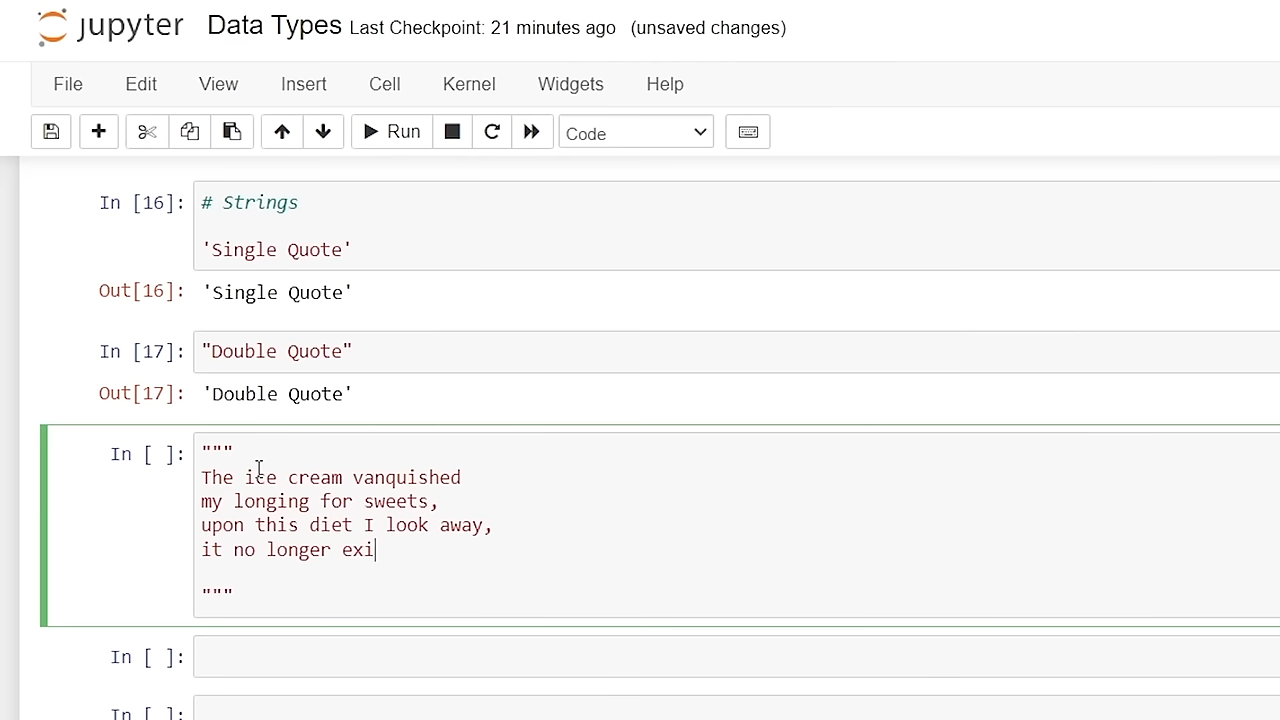 jupyter Data Types Last Checkpoint: 21 minutes ago (unsaved changes)
File Edit View Insert Cell Kernel Widgets Help
Run Code
In [16]: # Strings
'Single Quote'
Out[16]: 'Single Quote'
In [17]: "Double Quote"
Out[17]: 'Double Quote'
In [ ]: """
The ice cream vanquished
my longing for sweets,
upon this diet I look away,
it no longer exi
"""
In [ ]:
In [ ]: